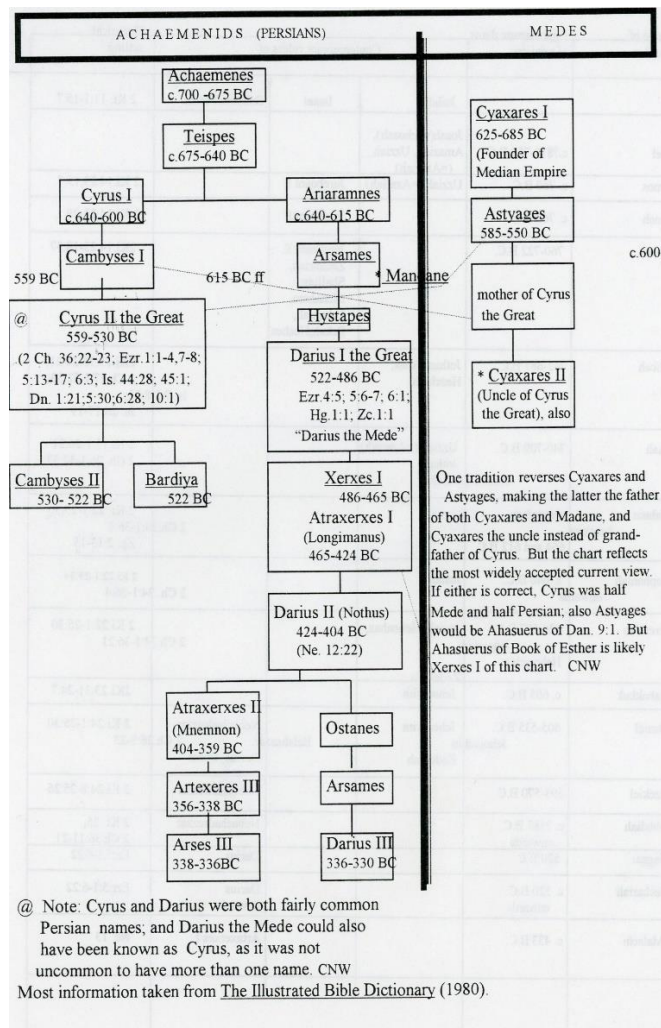 ACHAEMENIDS (PERSIANS)
MEDES
Achaemenes
c.700 -675 BC
Teispes
c.675-640 BC
Cyrus I
c.640-600 BC
Ariaramnes
c.640-615 BC
Cambyses I
559 BC
Arsames
615 BC ff
* Mandane
Hystapes
@
Cyrus II the Great
559-530 BC
(2 Ch. 36:22-23; Ezr.1:1-4,7-8;
5:13-17; 6:3; Is. 44:28; 45:1;
Dn. 1:21;5:30;6:28; 10:1)
Darius I the Great
522-486 BC
Ezr.4:5; 5:6-7; 6:1;
Hg.1:1; Zc.1:1
“Darius the Mede”
Cambyses II
530- 522 BC
Bardiya
522 BC
Xerxes I
486-465 BC
Atraxerxes I
(Longimanus)
465-424 BC
Darius II (Nothus)
424-404 BC
(Ne. 12:22)
Atraxerxes II
(Mnemnon)
404-359 BC
Ostanes
Artexeres III
356-338 BC
Arsames
Arses III
338-336BC
Darius III
336-330 BC
Cyaxares I
625-685 BC
(Founder of
Median Empire
Astyages
585-550 BC
c.600
mother of Cyrus
the Great
* Cyaxares II
(Uncle of Cyrus
the Great), also
One tradition reverses Cyaxares and
Astyages, making the latter the father
of both Cyaxares and Madane, and
Cyaxares the uncle instead of grand-
father of Cyrus. But the chart reflects
the most widely accepted current view.
If either is correct, Cyrus was half
Mede and half Persian; also Astyages
would be Ahasuerus of Dan. 9:1. But
Ahasuerus of Book of Esther is likely
Xerxes I of this chart. CNW
@ Note: Cyrus and Darius were both fairly common
Persian names; and Darius the Mede could also
have been known as Cyrus, as it was not
uncommon to have more than one name. CNW
Most information taken from The Illustrated Bible Dictionary (1980).